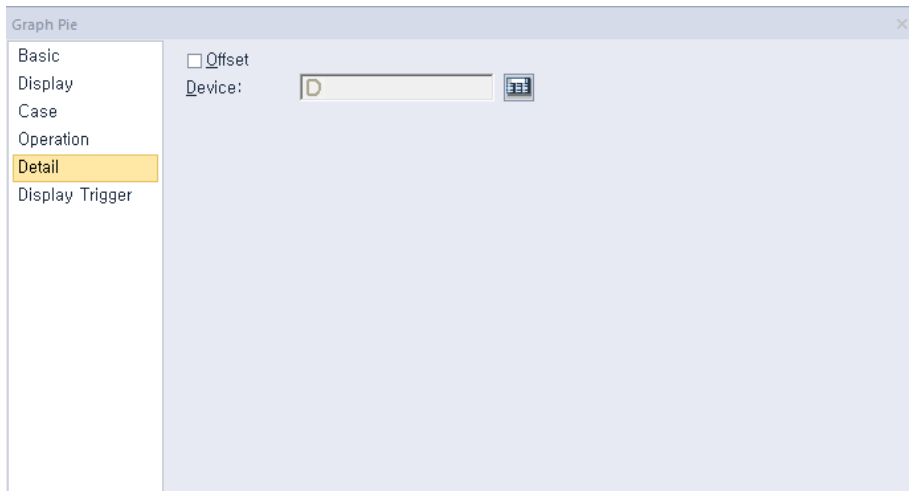 Graph Pie
Basic
Display
Case
Operation
Detail
Display Trigger
Offset
Device:
D